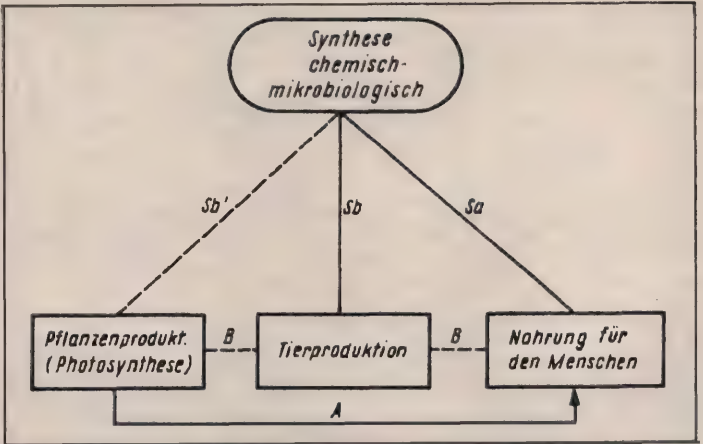 Synthese
chemisch-
mikrobiologisch
Sb'
Sb
Sa
Pflanzenprodukt.
(Photosynthese)
B
Tierproduktion
B
Nahrung für
den Menschen
A